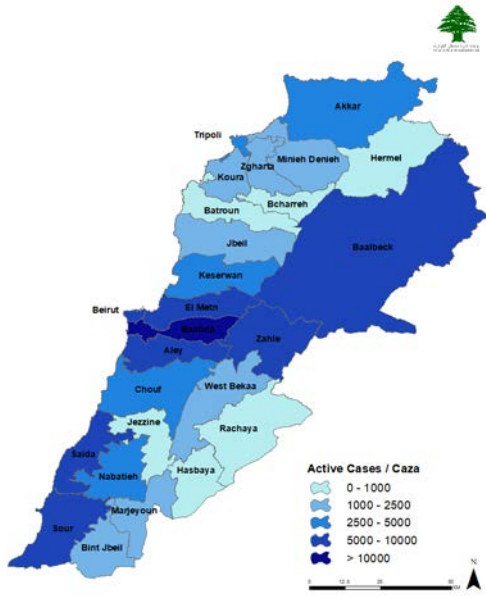 Akkar
Tripoli
Minieh Denieh
Zgharta
Hermel
Koura
Bcharreh
Batroun
Jbeil
Baalbeck
Keserwan
El Metn
Beirut
Baabda
Zahle
Aley
West Bekaa
Chouf
Jezzine
Rachaya
Saida
Hasbaya
Nabatieh
Marjeyoun
Sour
Bint Jbeil
Active Cases / Caza
0 - 1000
1000 - 2500
2500 - 5000
5000 - 10000
> 10000
N